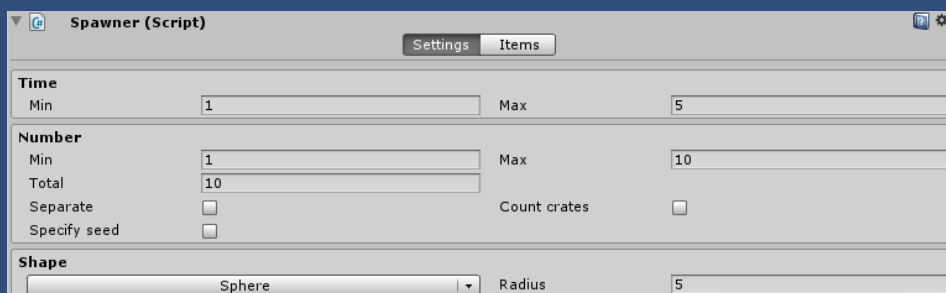 Spawner (Script)
Settings Items
Time
Min 1 Max 5
Number
Min 1 Max 10
Total 10
Separate Count crates
Specify seed
Shape
Sphere Radius 5